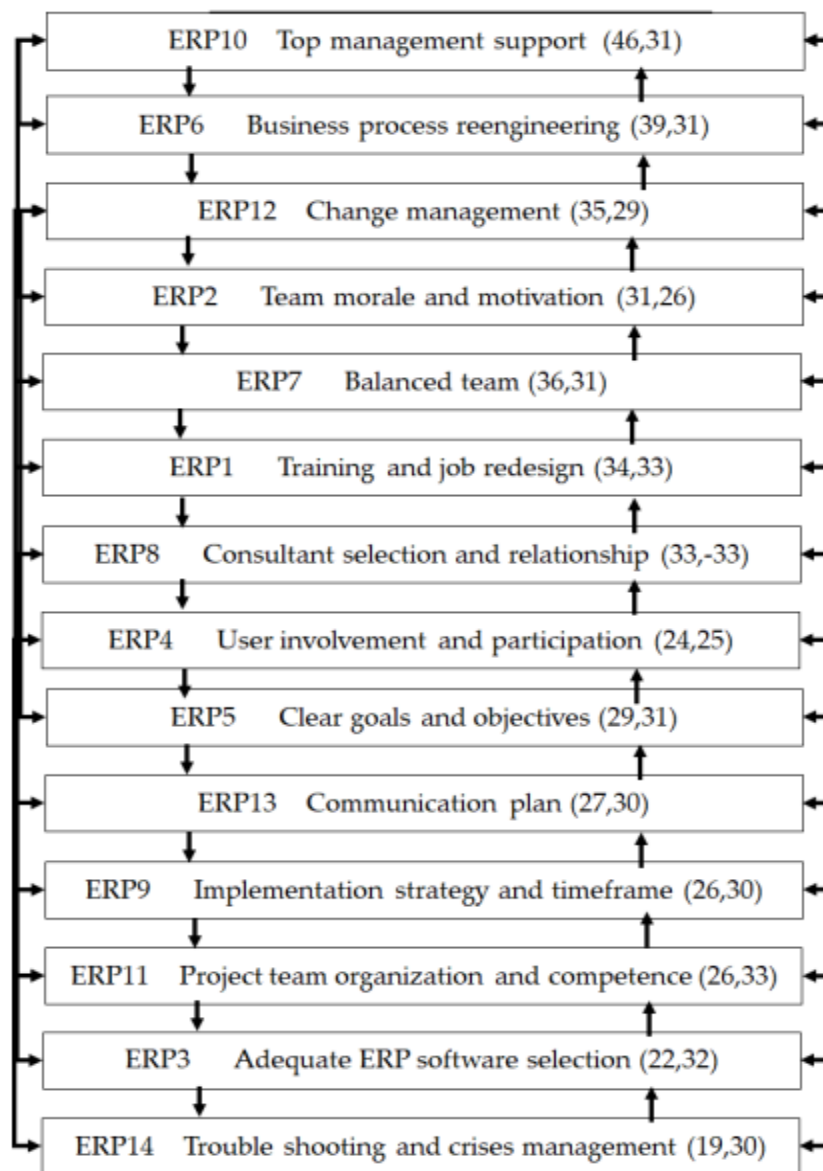 ERP10 Top management support (46,31)
ERP6 Business process reengineering (39,31)
ERP12 Change management (35,29)
ERP2 Team morale and motivation (31,26)
ERP7 Balanced team (36,31)
ERP1 Training and job redesign (34,33)
ERP8 Consultant selection and relationship (33,-33)
ERP4 User involvement and participation (24,25)
ERP5 Clear goals and objectives (29,31)
ERP13 Communication plan (27,30)
ERP9 Implementation strategy and timeframe (26,30)
ERP11 Project team organization and competence (26,33)
ERP3 Adequate ERP software selection (22,32)
ERP14 Trouble shooting and crises management (19,30)